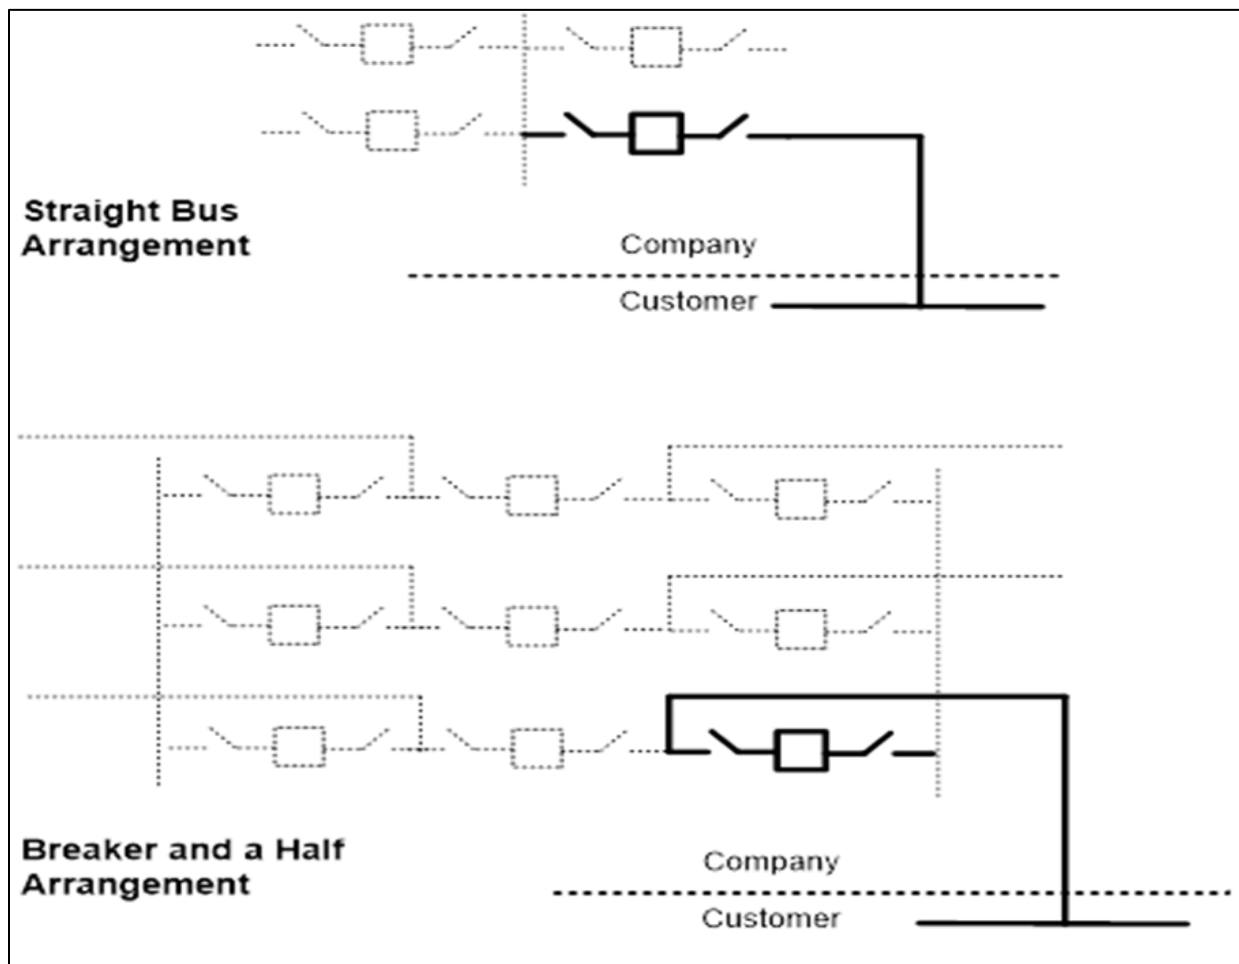 Straight Bus
Arrangement
Company
Customer
Breaker and a Half
Arrangement
Company
Customer